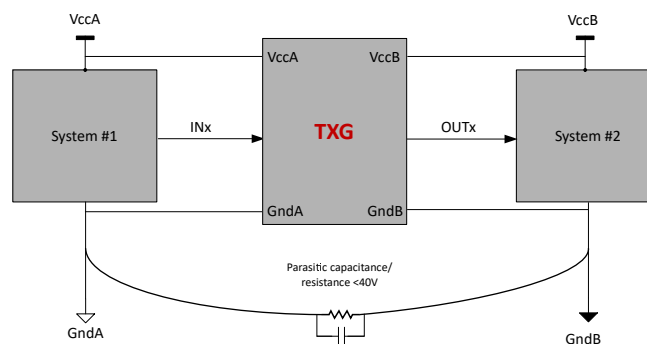 VccA
VccB
VccA
VccB
System #1
INx
TXG
OUTx
System #2
GndA
GndB
Parasitic capacitance/
resistance <40V
GndA
GndB